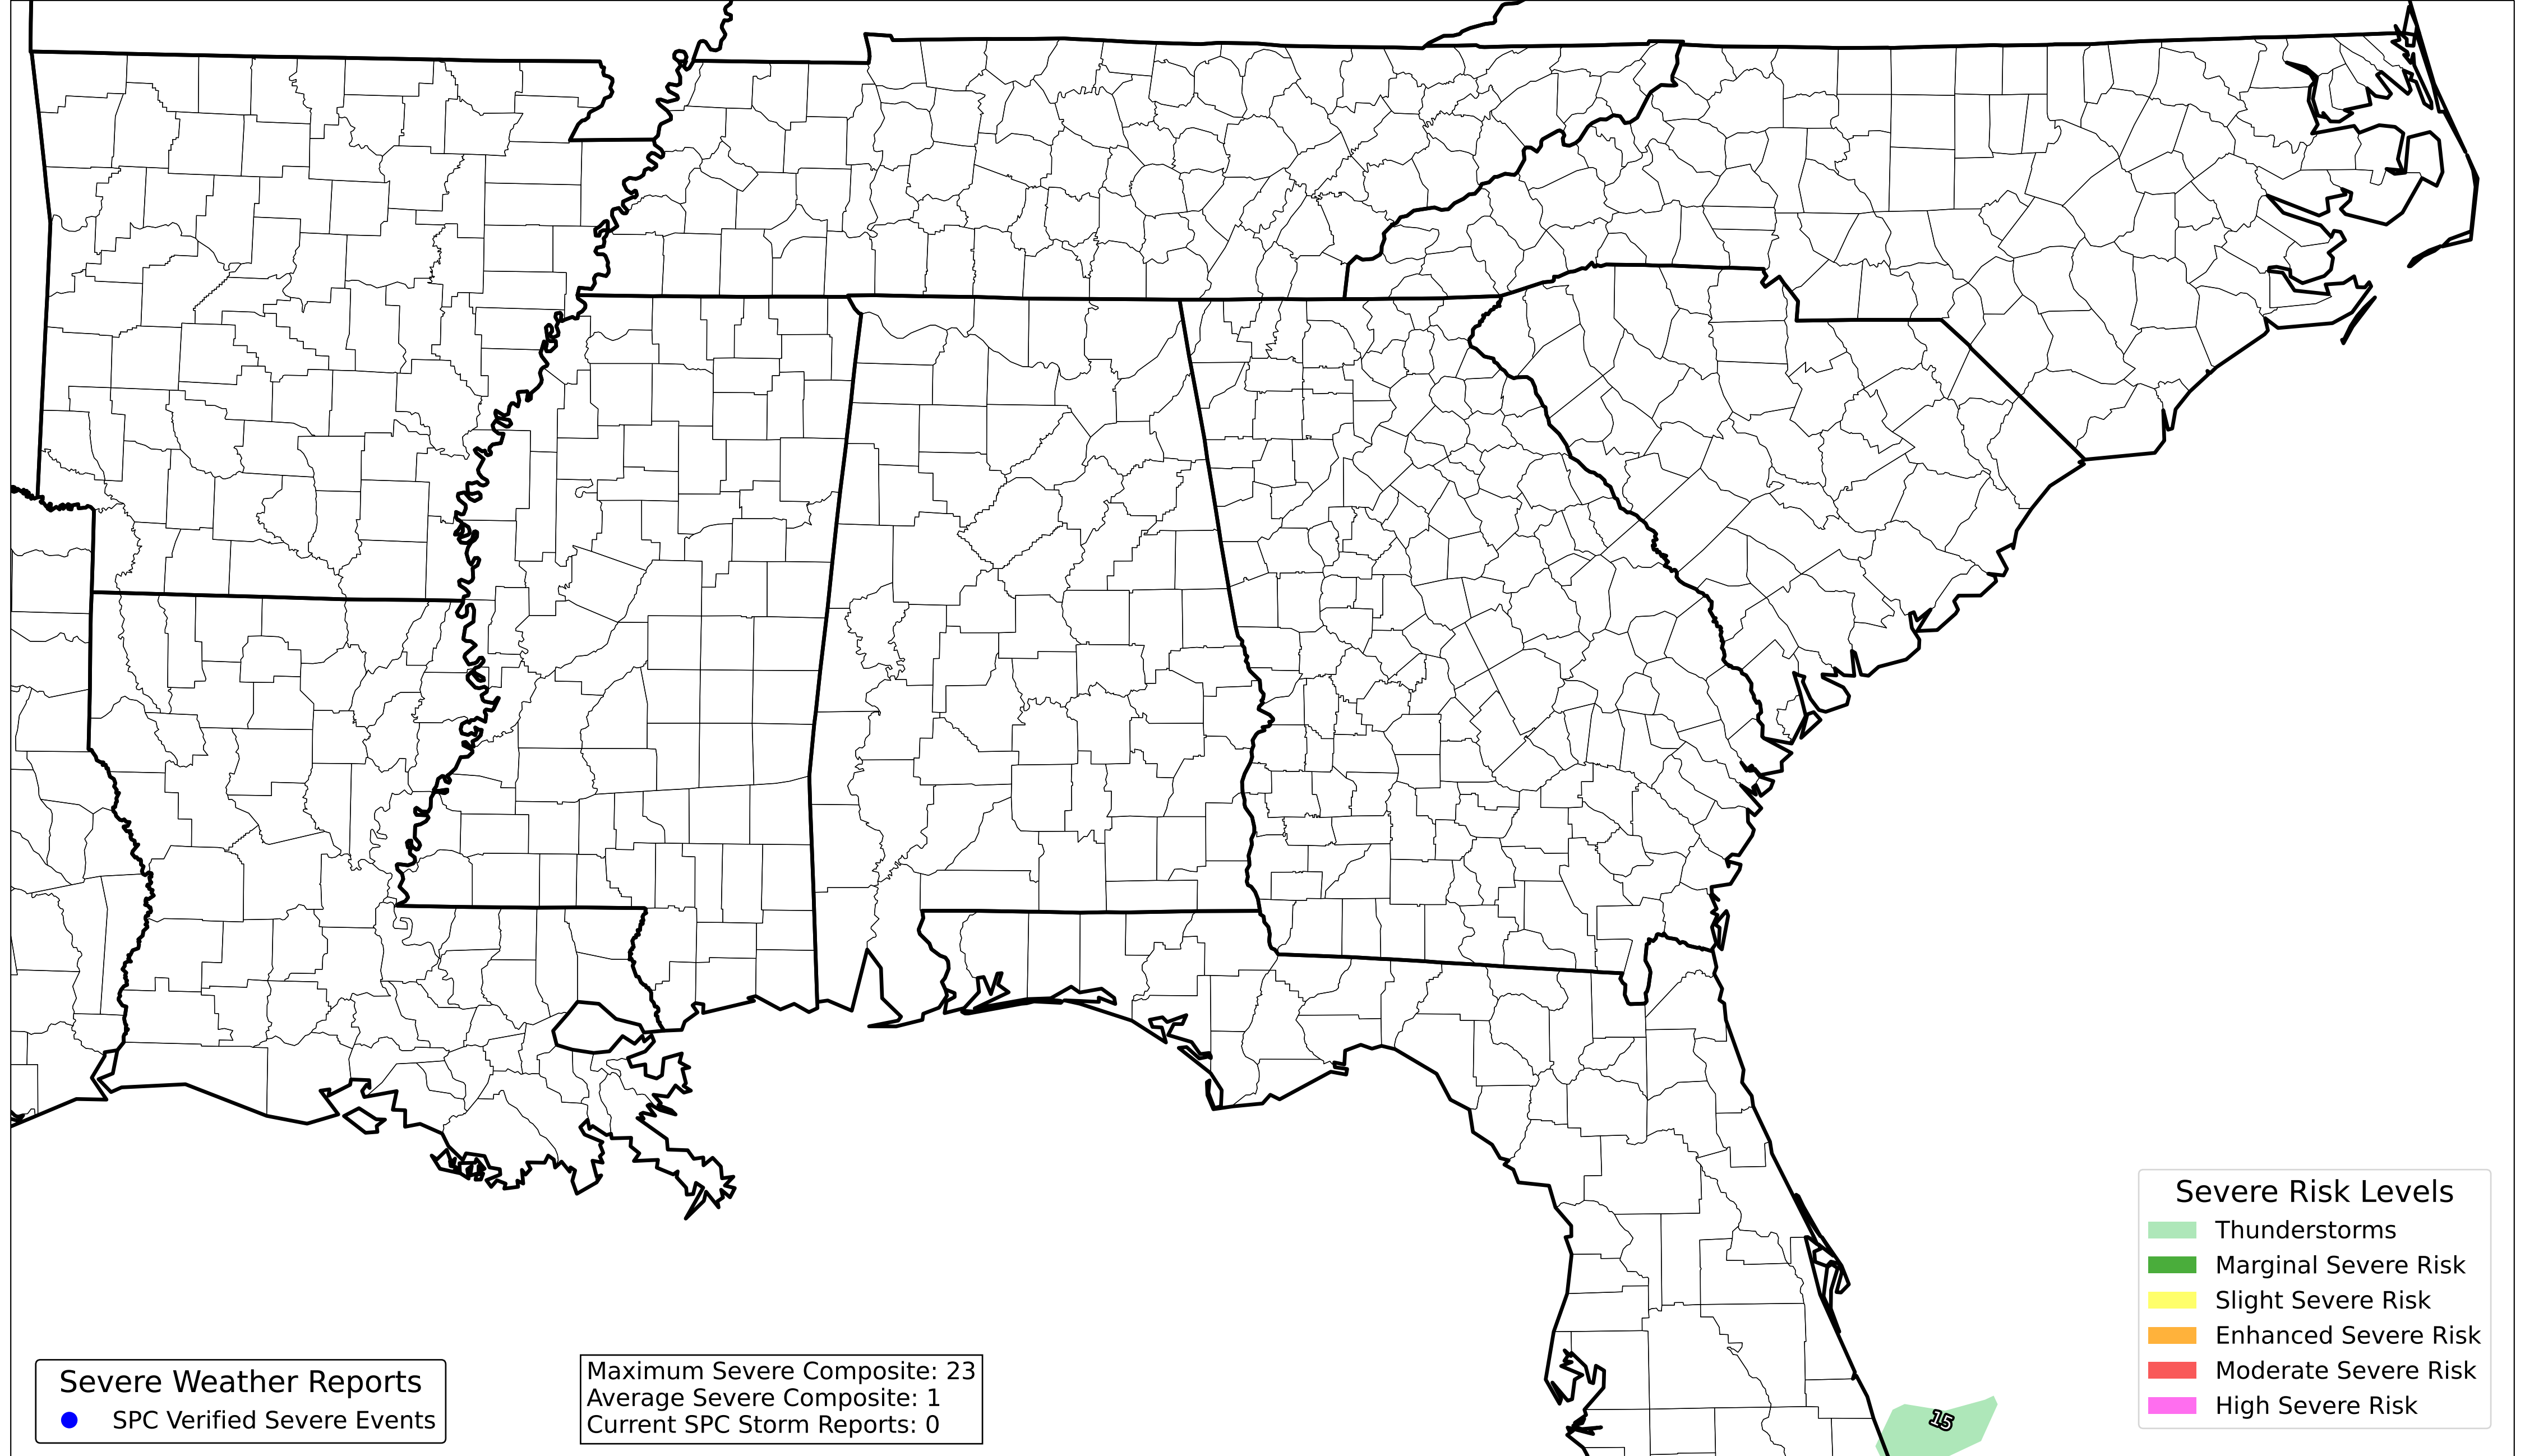 Severe Risk Levels
Thunderstorms
Marginal Severe Risk
Slight Severe Risk
Enhanced Severe Risk
Moderate Severe Risk
High Severe Risk
Severe Weather Reports
SPC Verified Severe Events
Maximum Severe Composite: 23
Average Severe Composite: 1
Current SPC Storm Reports: 0
15